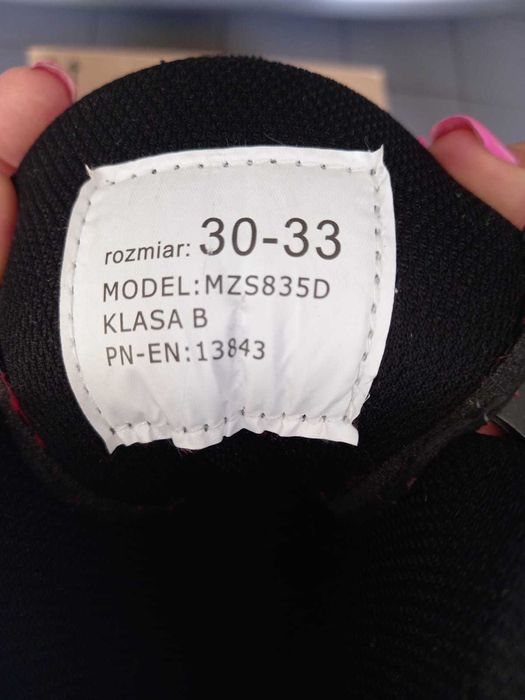 rozmiar: 30-33
MODEL:MZS835D
KLASA B
PN-EN:13843